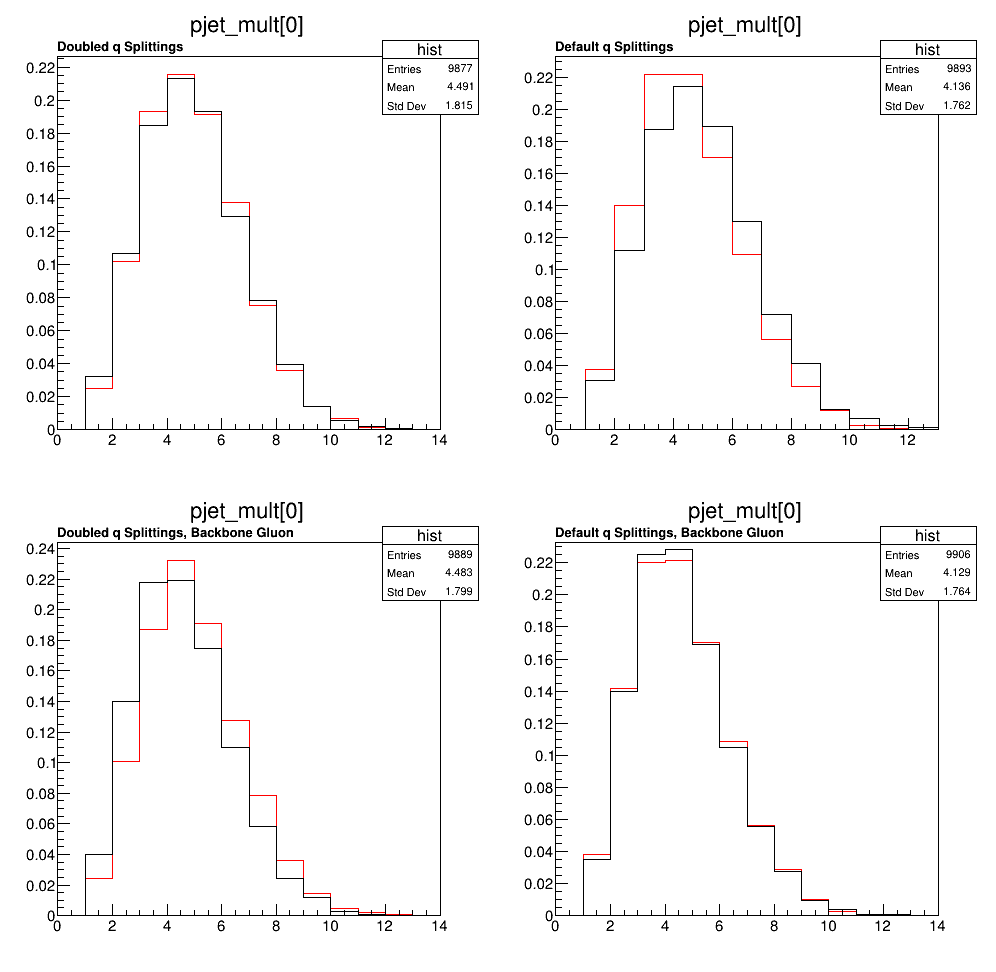 pjet_mult[0]
Doubled q Splittings
hist
Entries 9877
Mean 4.491
Std Dev 1.815
0.22
0.2
0.18
0.16
0.14
0.12
0.1
0.08
0.06
0.04
0.02
0
0 2 4 6 8 10 12 14
pjet_mult[0]
Default q Splittings
hist
Entries 9893
Mean 4.136
Std Dev 1.762
0.22
0.2
0.18
0.16
0.14
0.12
0.1
0.08
0.06
0.04
0.02
0
0 2 4 6 8 10 12
pjet_mult[0]
Doubled q Splittings, Backbone Gluon
hist
Entries 9889
Mean 4.483
Std Dev 1.799
0.24
0.22
0.2
0.18
0.16
0.14
0.12
0.1
0.08
0.06
0.04
0.02
0
0 2 4 6 8 10 12 14
pjet_mult[0]
Default q Splittings, Backbone Gluon
hist
Entries 9906
Mean 4.129
Std Dev 1.764
0.22
0.2
0.18
0.16
0.14
0.12
0.1
0.08
0.06
0.04
0.02
0
0 2 4 6 8 10 12 14